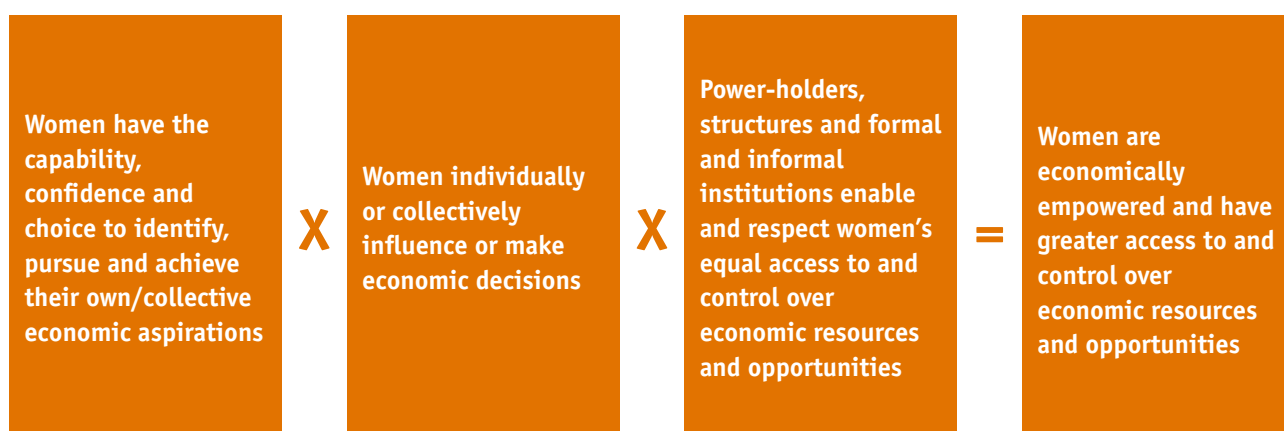 Women have the
capability,
confidence and
choice to identify,
pursue and achieve
their own/collective
economic aspirations
X
Women individually
or collectively
influence or make
economic decisions
X
Power-holders,
structures and formal
and informal
institutions enable
and respect women’s
equal access to and
control over
economic resources
and opportunities
=
Women are
economically
empowered and have
greater access to and
control over
economic resources
and opportunities